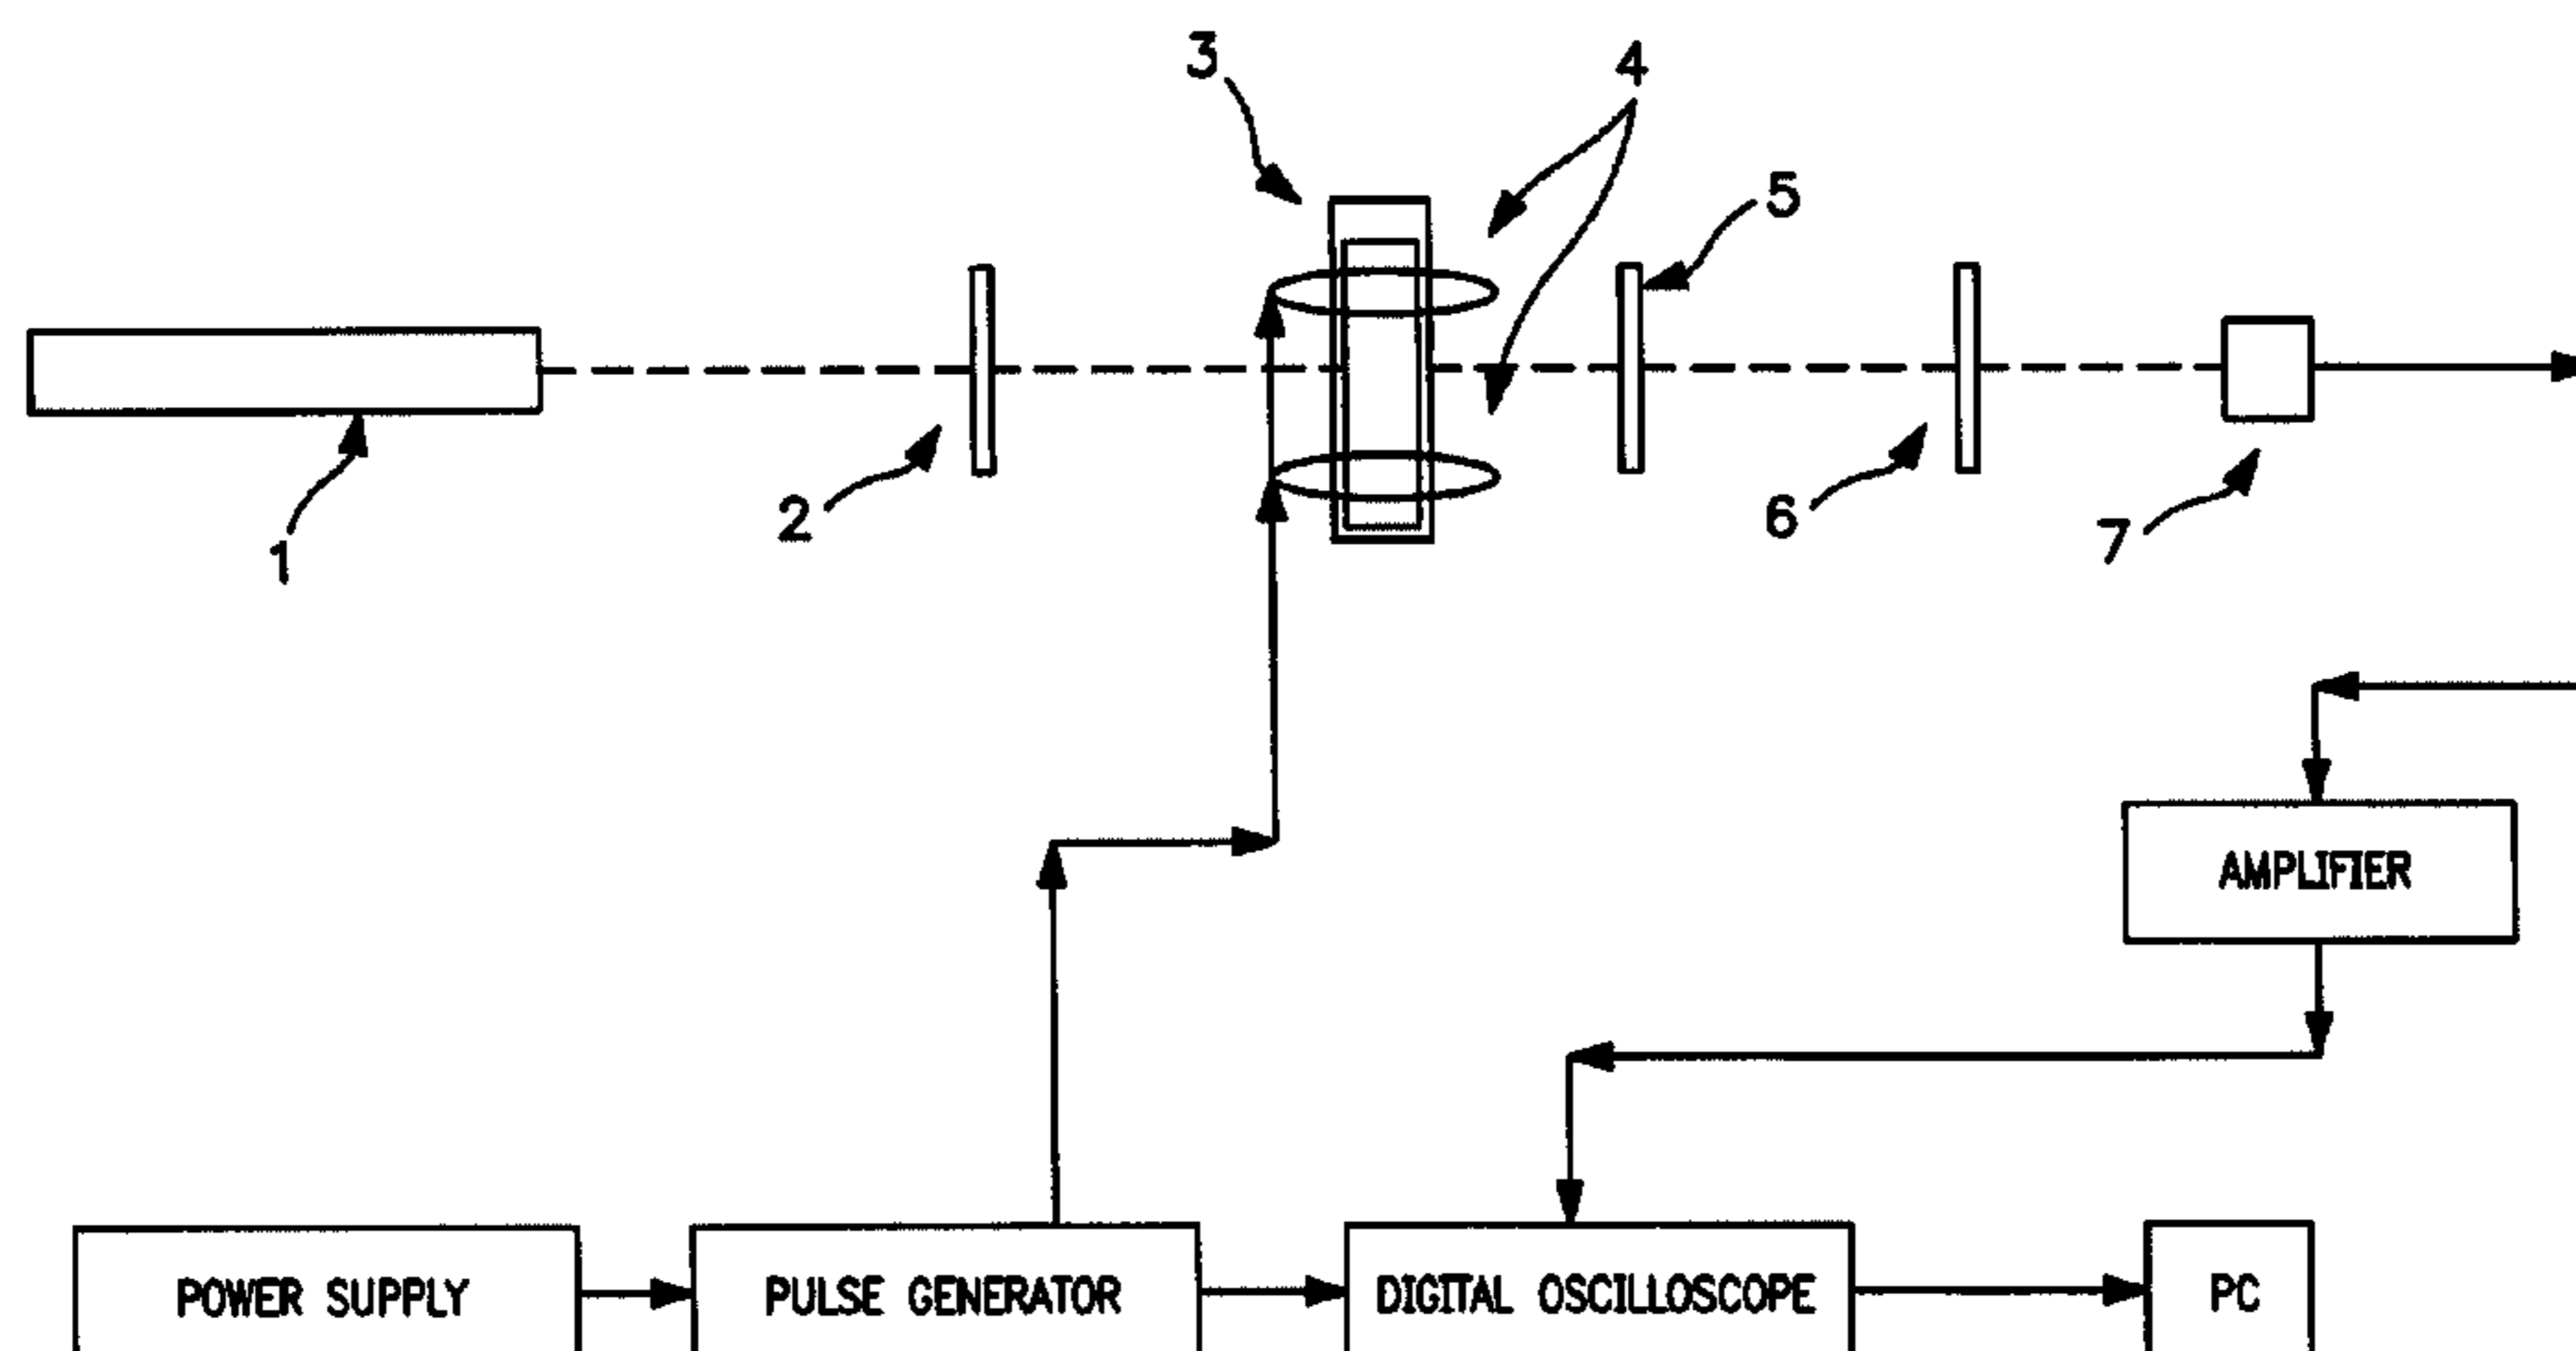 3
4
5
1
2
6
7
AMPLIFIER
POWER SUPPLY
PULSE GENERATOR
DIGITAL OSCILLOSCOPE
PC